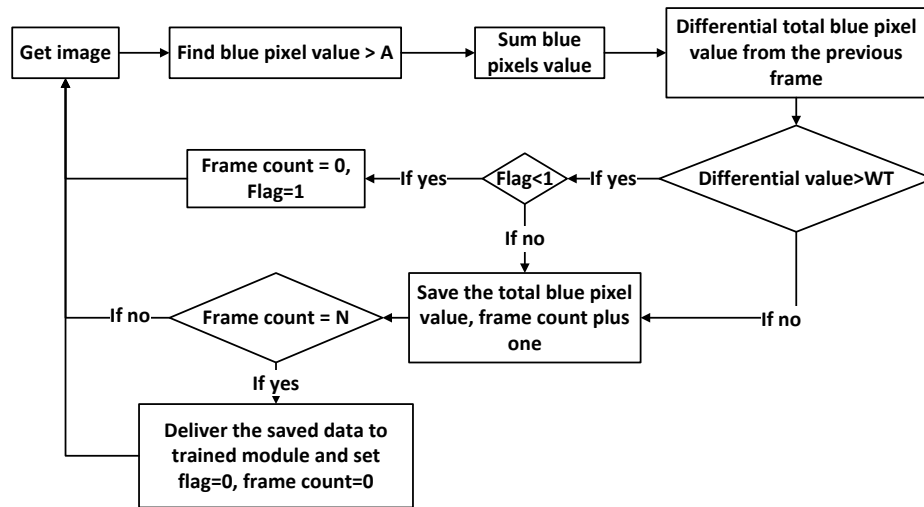 Get image
Find blue pixel value > A
Sum blue
pixels value
Differential total blue pixel
value from the previous
frame
Differential value>WT
If yes
Flag<1
If yes
Frame count = 0,
Flag=1
If no
If no
Save the total blue pixel
value, frame count plus
one
Frame count = N
If no
If yes
Deliver the saved data to
trained module and set
flag=0, frame count=0